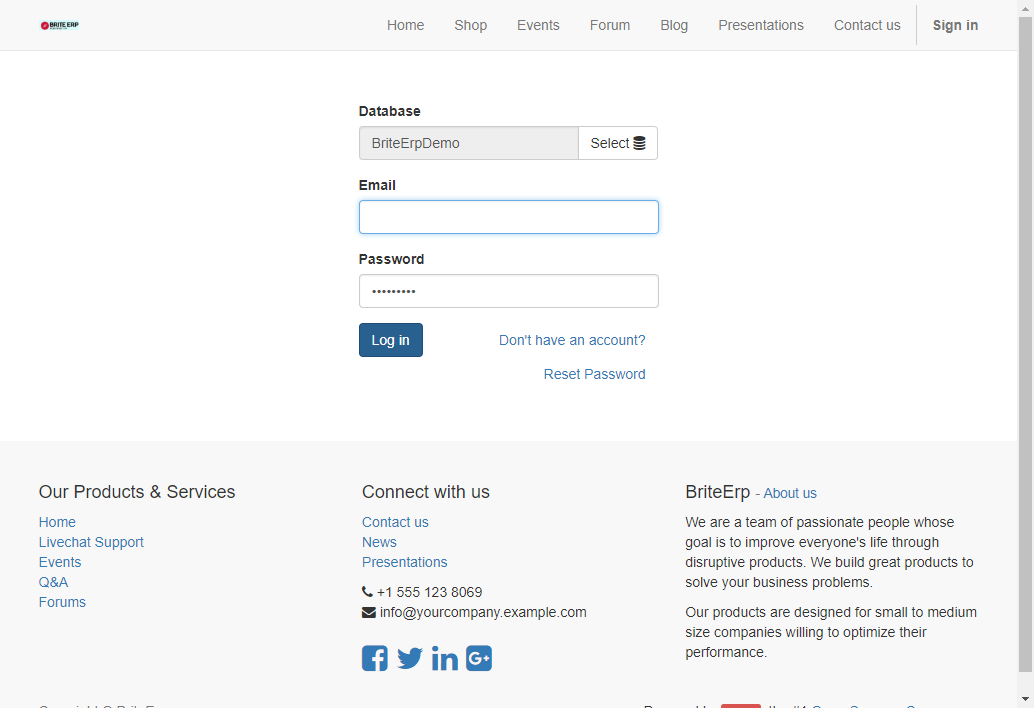 BRITE ERP
Home Shop Events Forum Blog Presentations Contact us Sign in
Database
BriteErpDemo Select
Email
Password
•••••••••
Log in Don't have an account?
Reset Password
Our Products & Services
Home
Livechat Support
Events
Q&A
Forums
Connect with us
Contact us
News
Presentations
+1 555 123 8069
info@yourcompany.example.com
BriteErp - About us
We are a team of passionate people whose
goal is to improve everyone's life through
disruptive products. We build great products to
solve your business problems.
Our products are designed for small to medium
size companies willing to optimize their
performance.